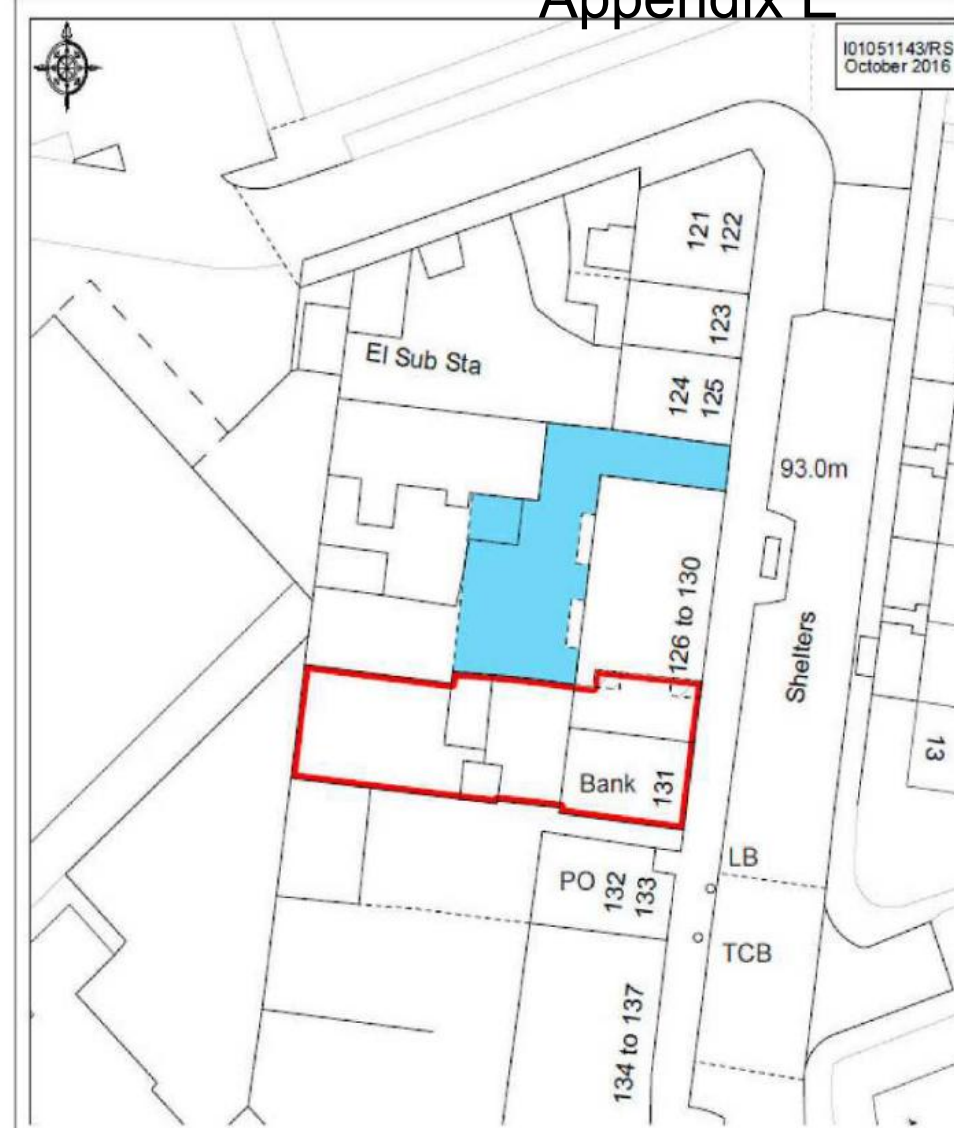 Appendix E
I01051143/RS
October 2016
121
122
123
El Sub Sta
124
125
93.0m
126 to 130
Shelters
13
Bank
131
LB
PO
132
133
TCB
134 to 137